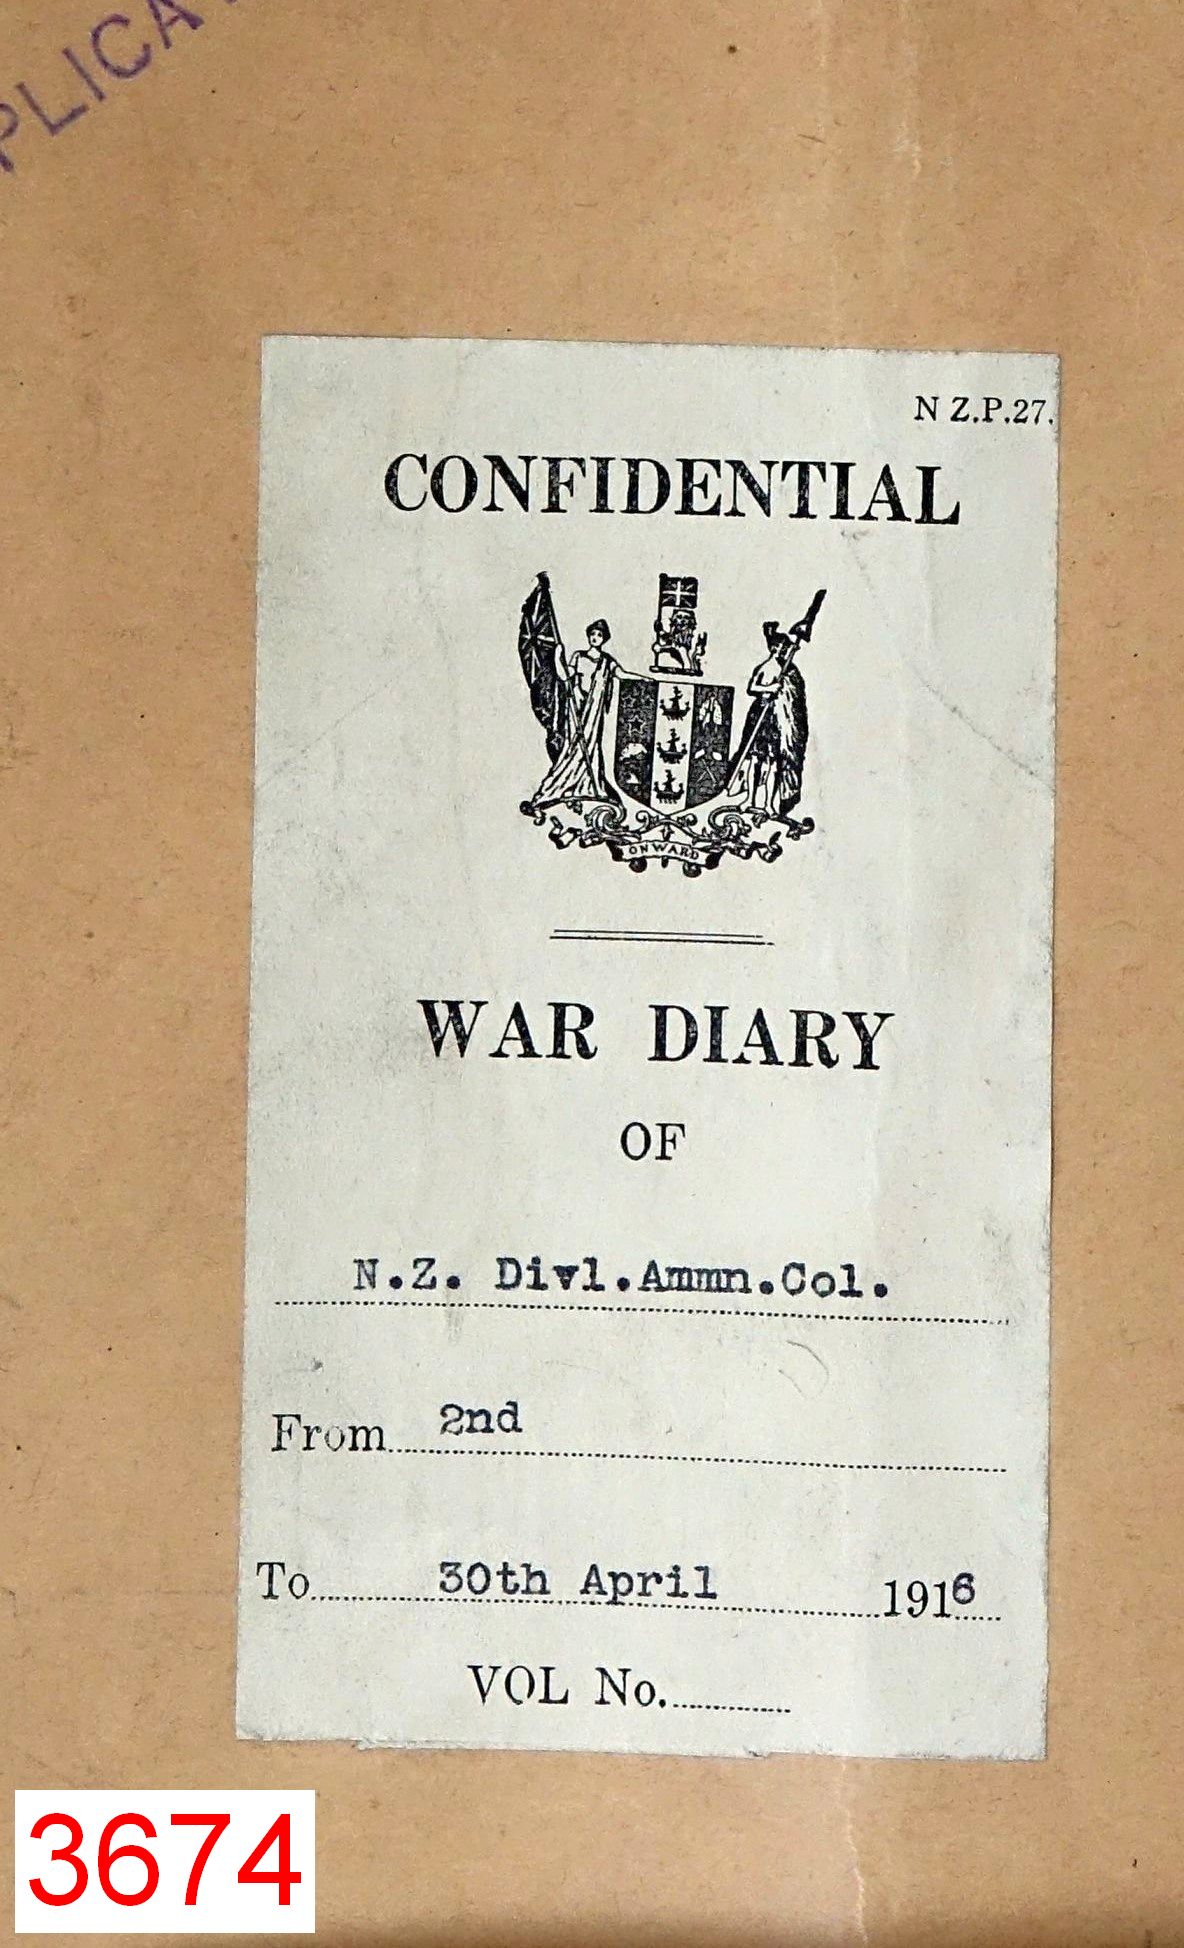 PLICA
N Z.P.27.
CONFIDENTIAL
ONWARD
WAR DIARY
OF
N.Z. Divl.Ammn.Col.
From 2nd
To 30th April 1916
VOL No.
3674